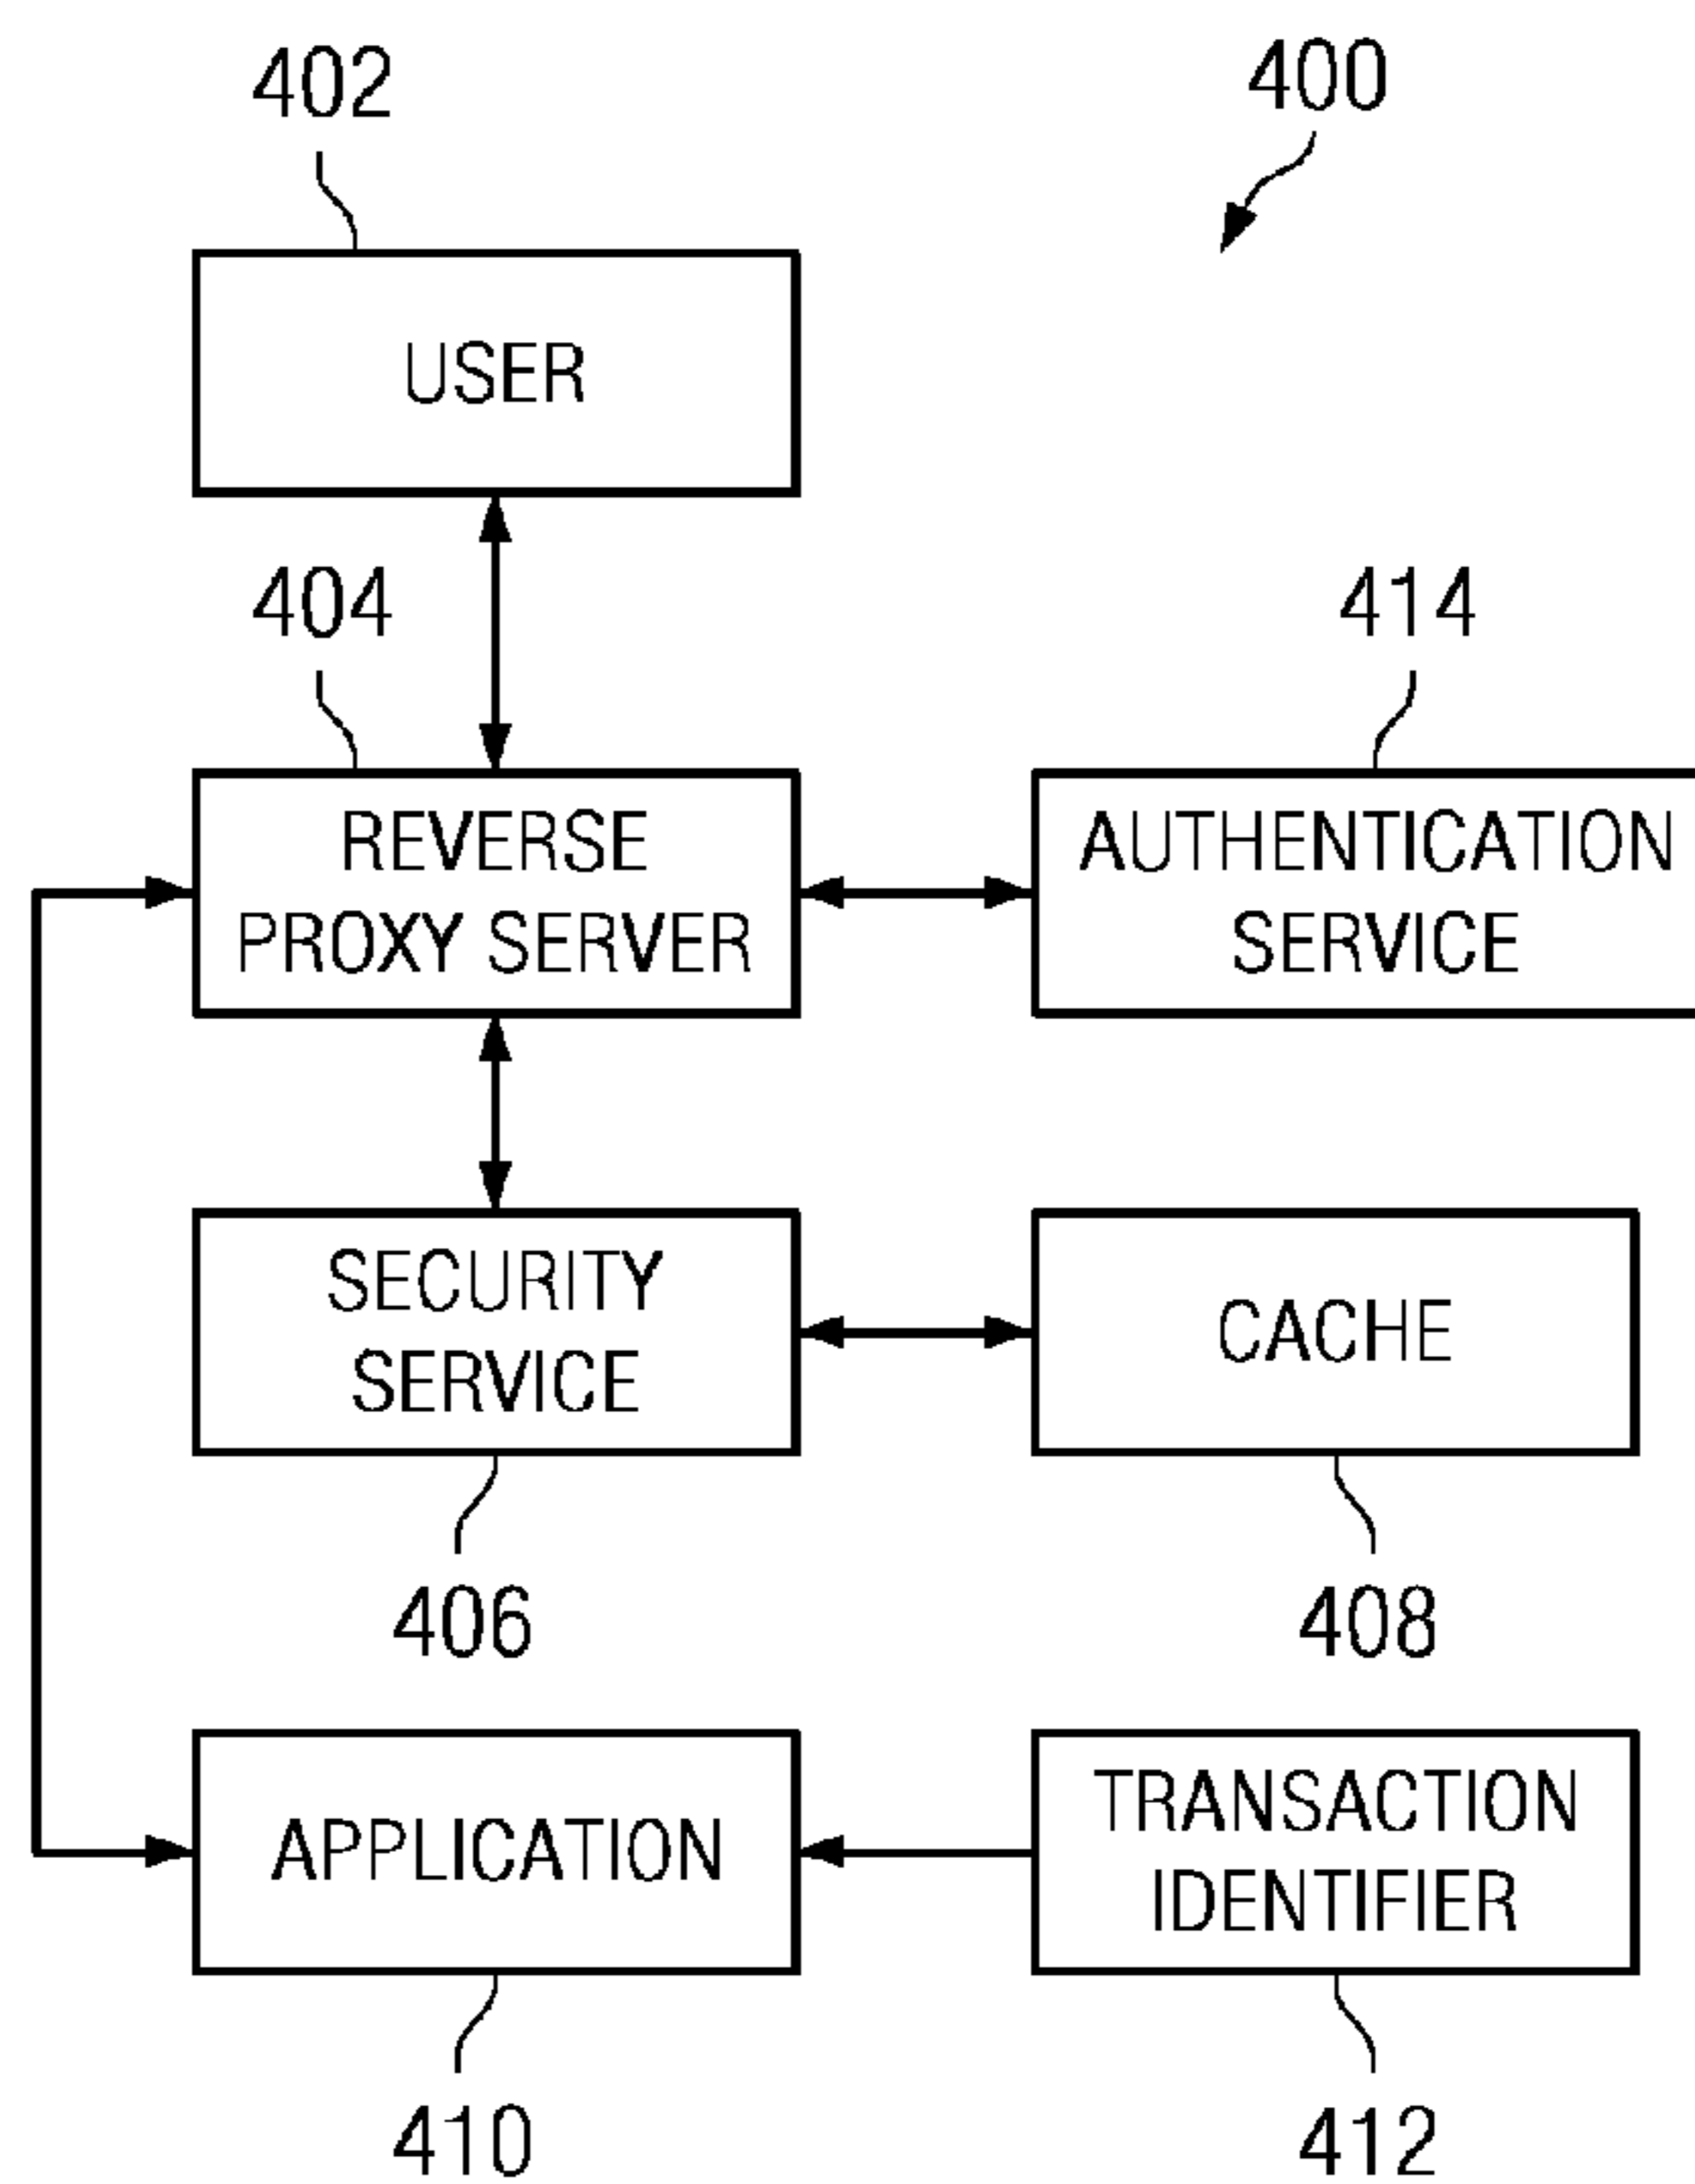 402
400
USER
404
414
REVERSE
PROXY SERVER
AUTHENTICATION
SERVICE
SECURITY
SERVICE
CACHE
406
408
APPLICATION
TRANSACTION
IDENTIFIER
410
412